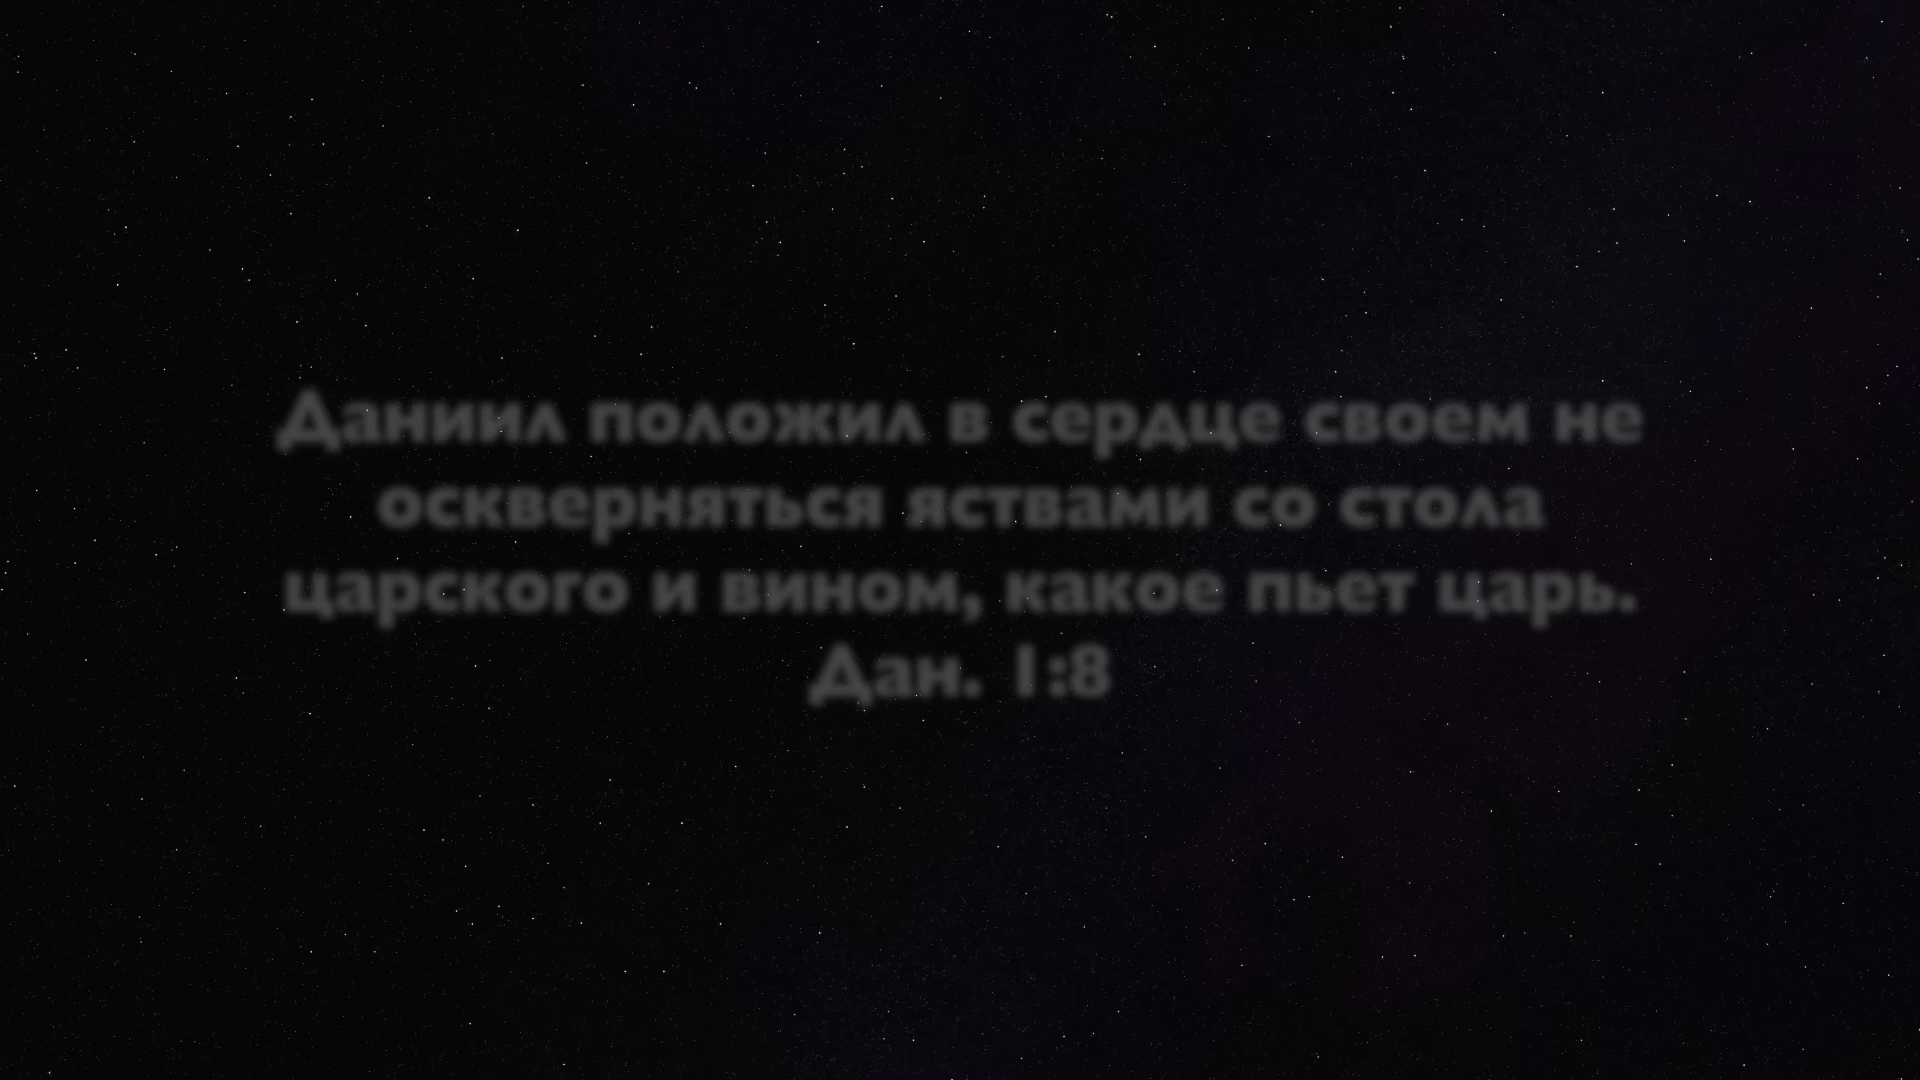 Даниил положил в сердце своем не
оскверняться яствами со стола
царского и вином, какое пьет царь.
Дан. 1:8